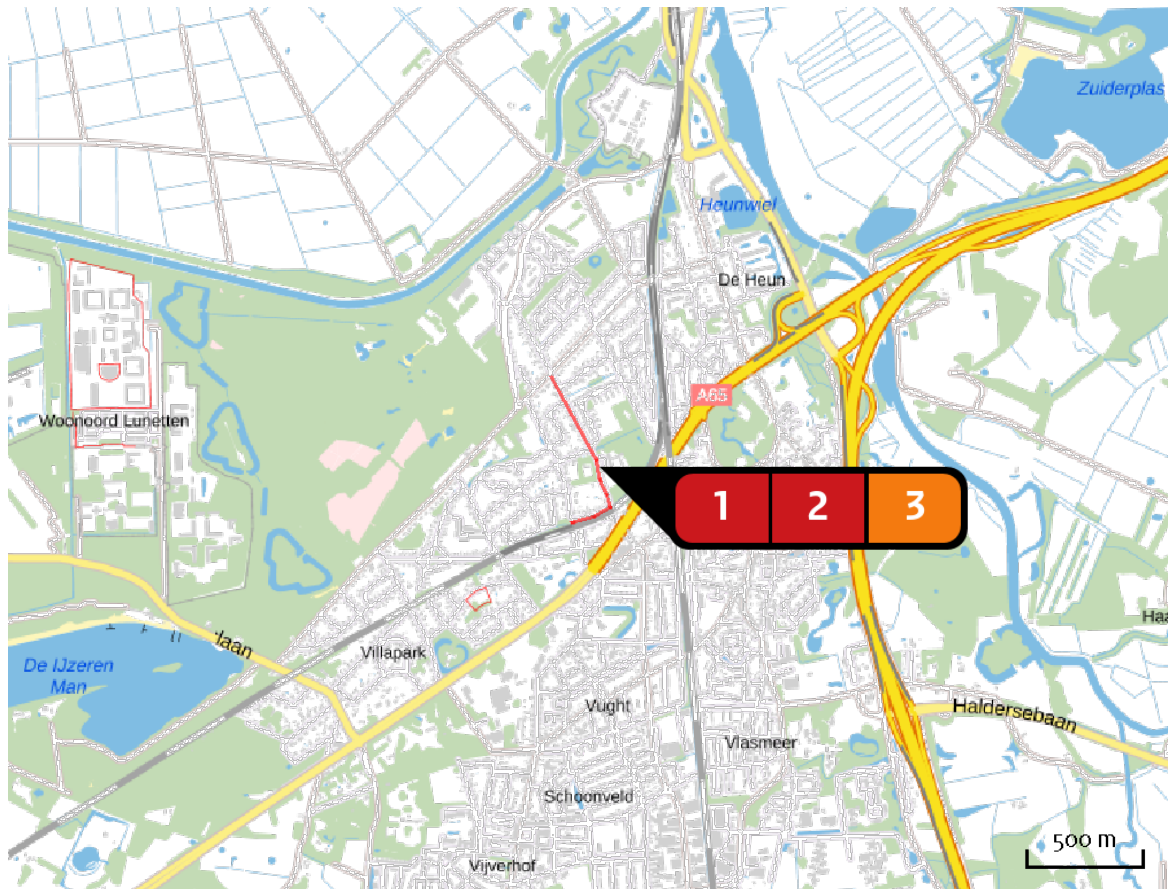 Zuiderplas
Heunwiel
De Heun
A65
Woonoord Lunetten
1 2 3
Haa
laan
De IJzeren
Man
Villapark
Vught
Haldersebaan
Vlasmeer
Schoonveld
500 m
Vijverhof